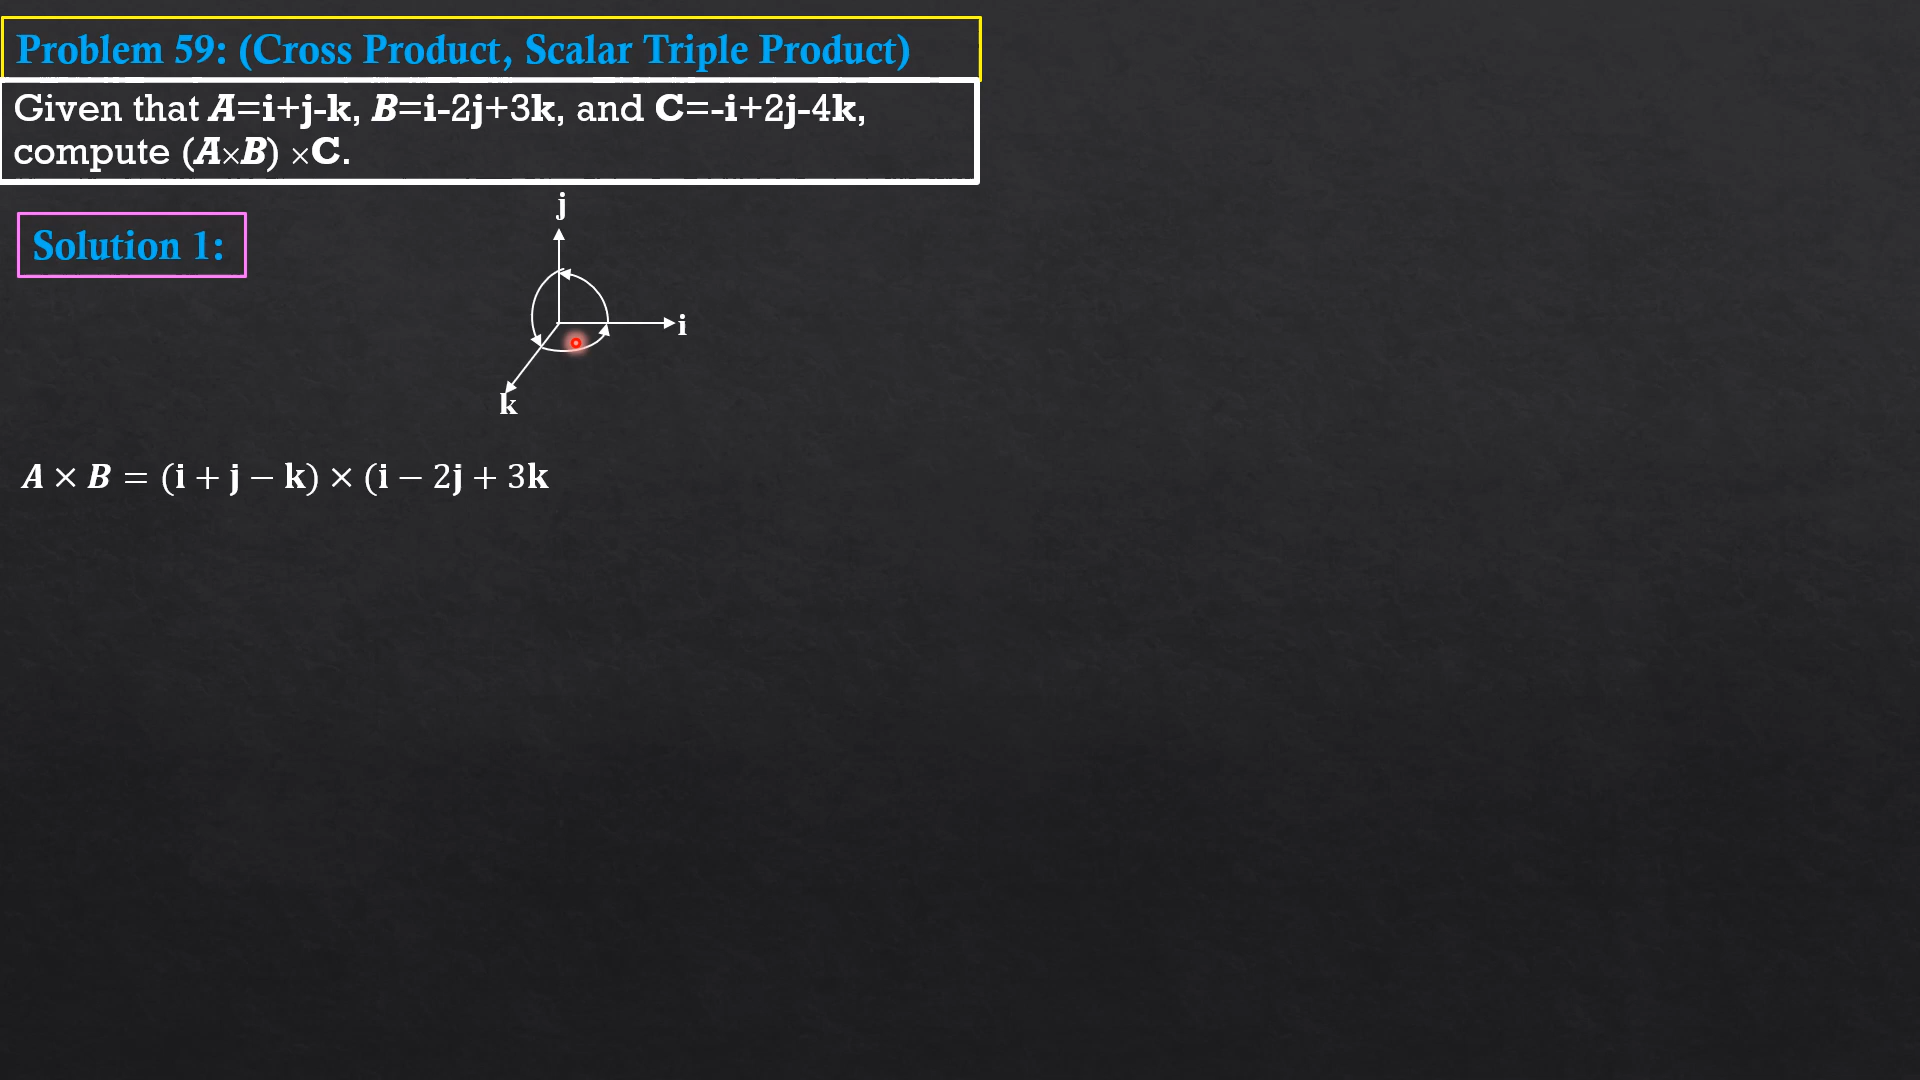 Problem 59: (Cross Product, Scalar Triple Product)
Given that A=i+j-k, B=i-2j+3k, and C=-i+2j-4k,
compute (A×B) ×C.
Solution 1:
j
i
k
A × B = (i + j − k) × (i − 2j + 3k